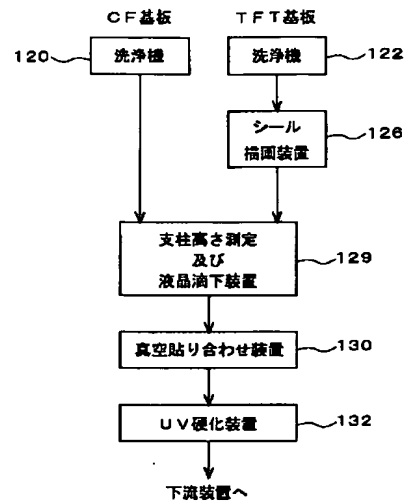 CF基板
TFT基板
120
洗浄機
洗浄機
122
シール
描画装置
126
支柱高さ測定
及び
液晶滴下装置
129
真空貼り合わせ装置
130
UV硬化装置
132
下流装置へ